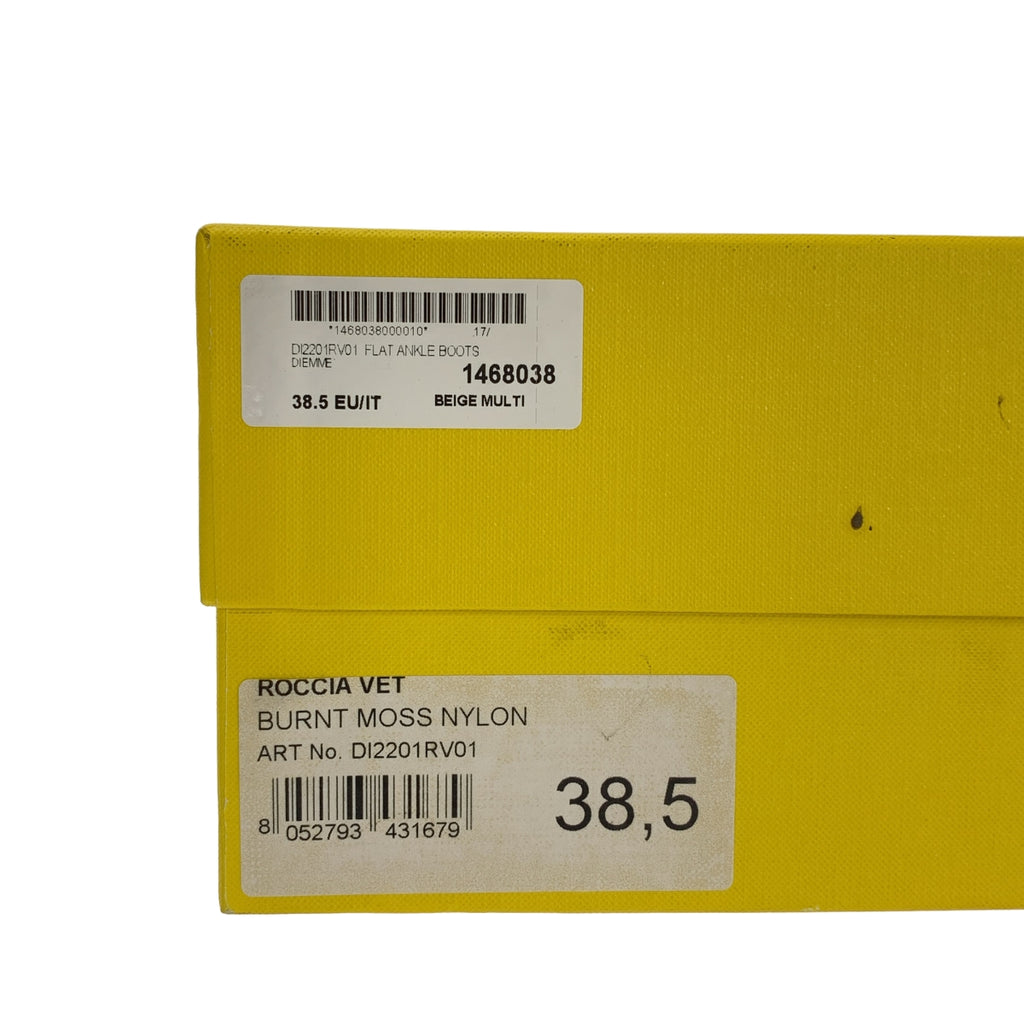 *1468038000010* 17/
DI2201RV01 FLAT ANKLE BOOTS
DIEMME
1468038
38.5 EU/IT BEIGE MULTI
ROCCIA VET
BURNT MOSS NYLON
ART No. DI2201RV01
38,5
8 052793 431679